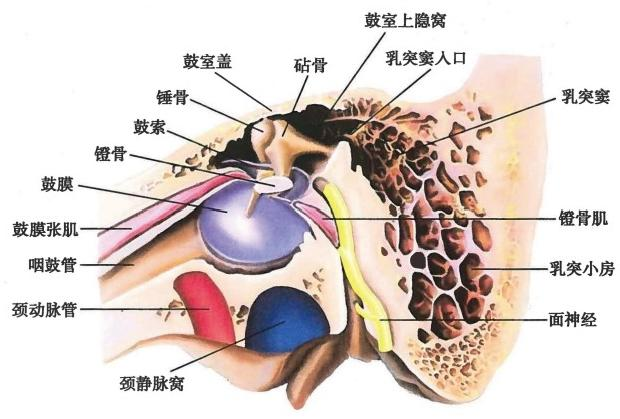 鼓室上隐窝
鼓室盖
砧骨
乳突窦入口
锤骨
乳突窦
鼓索
镫骨
鼓膜
鼓膜张肌
镫骨肌
咽鼓管
乳突小房
颈动脉管
面神经
颈静脉窝